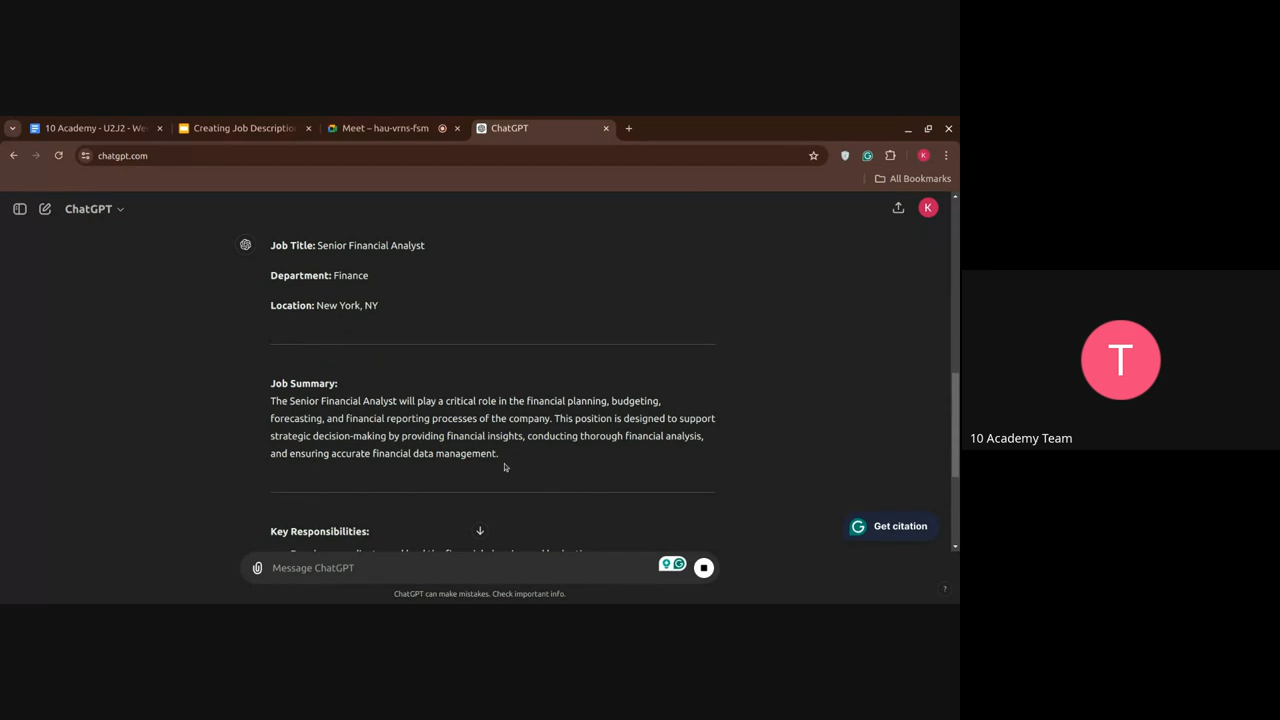 10 Academy - U2J2 - We
Creating Job Descriptio
Meet – hau-vrns-fsm
ChatGPT
chatgpt.com
K
All Bookmarks
ChatGPT
K
Job Title: Senior Financial Analyst
Department: Finance
Location: New York, NY
Job Summary:
The Senior Financial Analyst will play a critical role in the financial planning, budgeting,
forecasting, and financial reporting processes of the company. This position is designed to support
strategic decision-making by providing financial insights, conducting thorough financial analysis,
and ensuring accurate financial data management.
Key Responsibilities:
Get citation
Message ChatGPT
ChatGPT can make mistakes. Check important info.
?
T
10 Academy Team